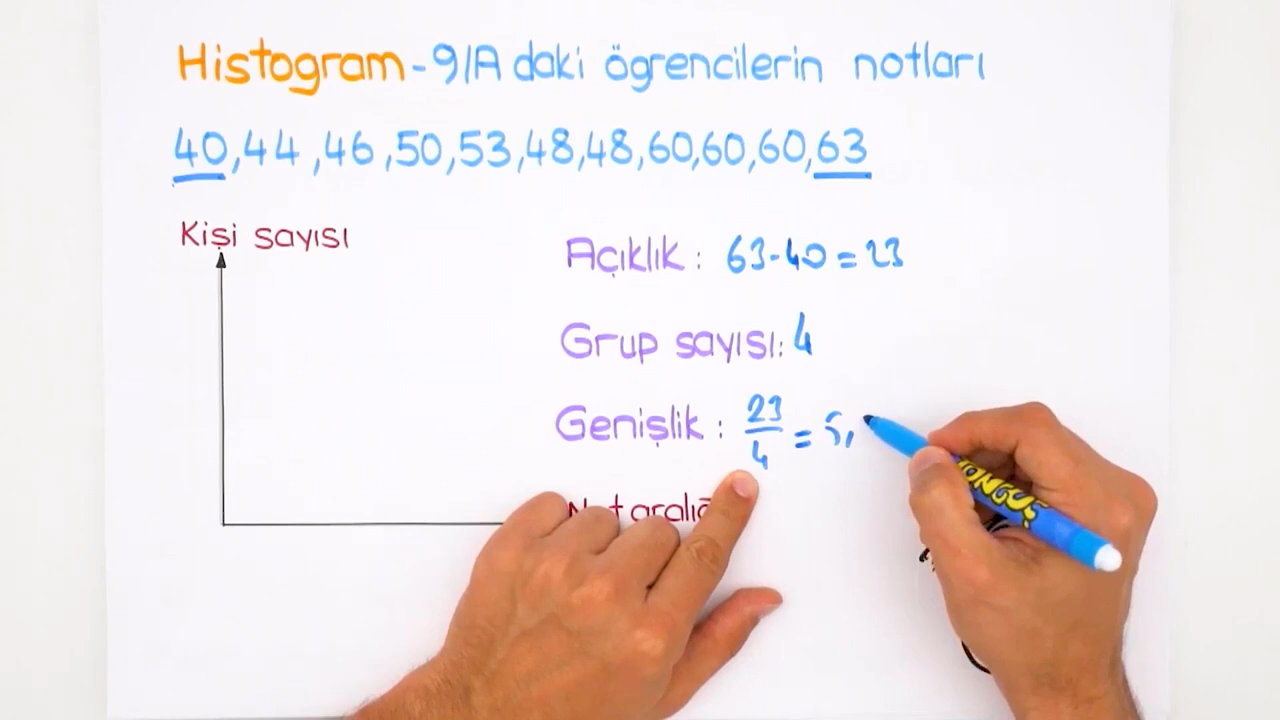 Histogram - 9/A daki ögrencilerin notları
40,44,46,50,53,48,48,60,60,60,63
Kişi sayısı
Açıklık : 63-40=23
Grup sayısı: 4
Genişlik : 23/4 = 5,
Not